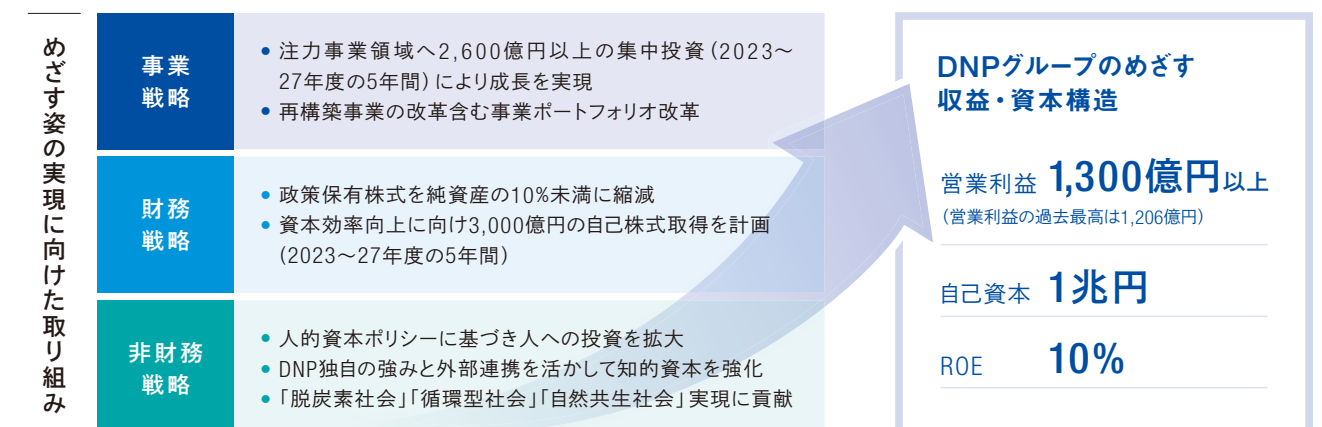 めざす姿の実現に向けた取り組み
事業
戦略
● 注力事業領域へ2,600億円以上の集中投資（2023～
27年度の5年間）により成長を実現
● 再構築事業の改革含む事業ポートフォリオ改革
財務
戦略
● 政策保有株式を純資産の10%未満に縮減
● 資本効率向上に向け3,000億円の自己株式取得を計画
（2023～27年度の5年間）
非財務
戦略
● 人的資本ポリシーに基づき人への投資を拡大
● DNP独自の強みと外部連携を活かして知的資本を強化
● 「脱炭素社会」「循環型社会」「自然共生社会」実現に貢献
DNPグループのめざす
収益・資本構造
営業利益 1,300億円以上
（営業利益の過去最高は1,206億円）
自己資本 1兆円
ROE 10%